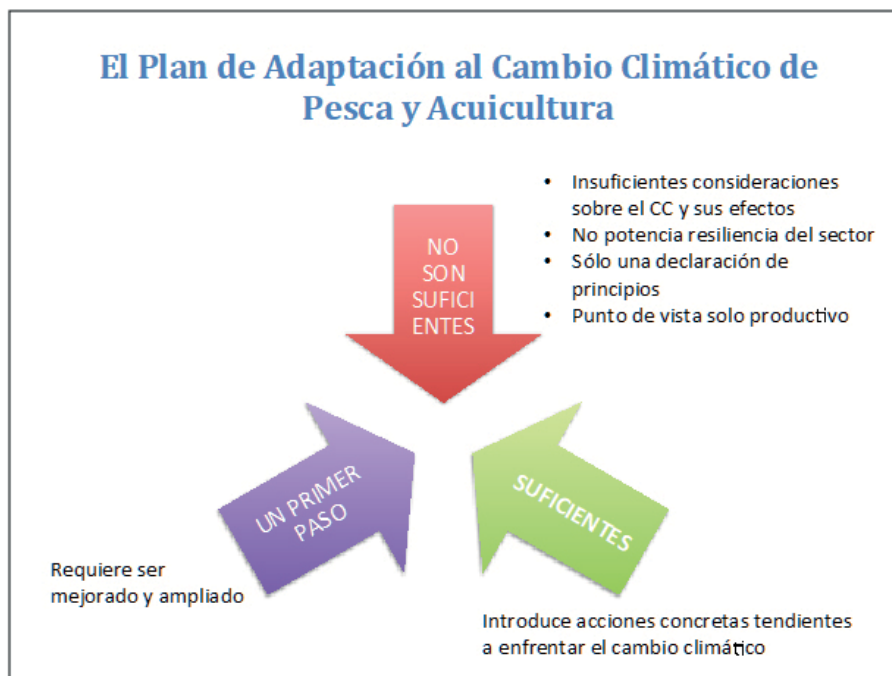 El Plan de Adaptación al Cambio Climático de
Pesca y Acuicultura
• Insuficientes consideraciones
sobre el CC y sus efectos
• No potencia resiliencia del sector
• Sólo una declaración de
principios
• Punto de vista solo productivo
NO
SON
SUFICI
ENTES
UN PRIMER
PASO
SUFICIENTES
Requiere ser
mejorado y ampliado
Introduce acciones concretas tendientes
a enfrentar el cambio climático